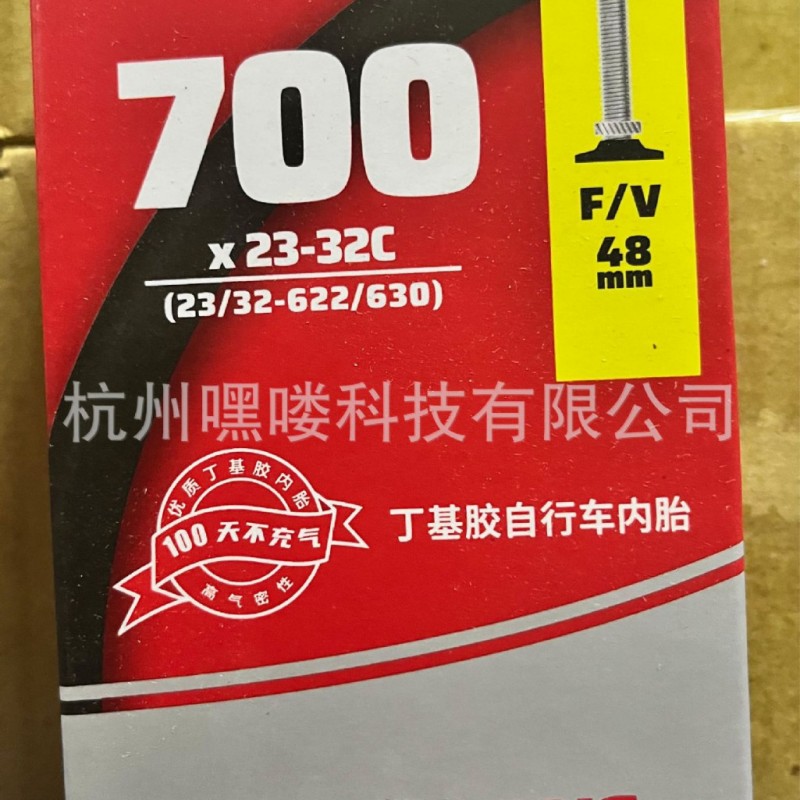 700
x 23-32C
(23/32-622/630)
F/V
48
mm
杭州嘿喽科技有限公司
优质丁基胶内胎
100 天不充气
高气密性
丁基胶自行车内胎